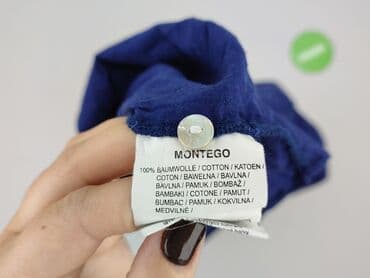 MONTEGO
100% BAUMWOLLE / COTTON / KATOEN /
COTON / BAWEŁNA / BAVLNA /
BAVLNA / PAMUK / BOMBAŽ /
BAMBAKI / COTONE / PAMUT /
BUMBAC / PAMUK / KOKVILNA /
MEDVILNĖ /